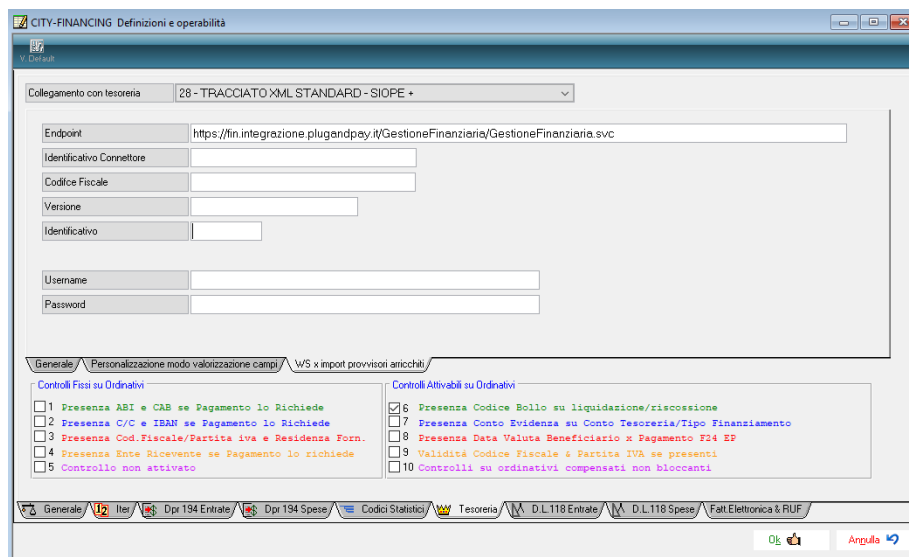 CITY-FINANCING Definizioni e operabilità
V. Default
Collegamento con tesoreria 28 - TRACCIATO XML STANDARD - SIOPE +
Endpoint https://fin.integrazione.plugandpay.it/GestioneFinanziaria/GestioneFinanziaria.svc
Identificativo Connettore
Codifce Fiscale
Versione
Identificativo
Username
Password
Generale Personalizzazione modo valorizzazione campi WS x import provvisori arricchiti
Controlli Fissi su Ordinativi
1 Presenza ABI e CAB se Pagamento lo Richiede
2 Presenza C/C e IBAN se Pagamento lo Richiede
3 Presenza Cod.Fiscale/Partita iva e Residenza Forn.
4 Presenza Ente Ricevente se Pagamento lo richiede
5 Controllo non attivato
Controlli Attivabili su Ordinativi
6 Presenza Codice Bollo su liquidazione/riscossione
7 Presenza Conto Evidenza su Conto Tesoreria/Tipo Finanziamento
8 Presenza Data Valuta Beneficiario x Pagamento F24 EP
9 Validità Codice Fiscale & Partita IVA se presenti
10 Controlli su ordinativi compensati non bloccanti
Generale Iter Dpr 194 Entrate Dpr 194 Spese Codici Statistici Tesoreria D.L.118 Entrate D.L.118 Spese Fatt.Elettronica & RUF
Ok Annulla